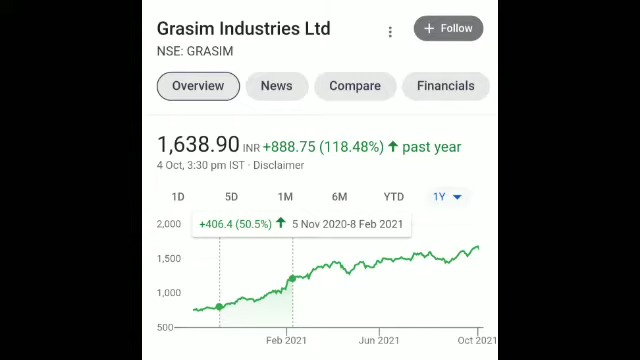 Grasim Industries Ltd
+ Follow
NSE: GRASIM
Overview News Compare Financials
1,638.90 INR +888.75 (118.48%) ↑ past year
4 Oct, 3:30 pm IST · Disclaimer
1D 5D 1M 6M YTD 1Y
+406.4 (50.5%) ↑ 5 Nov 2020-8 Feb 2021
2,000
1,500
1,000
500
Feb 2021 Jun 2021 Oct 2021